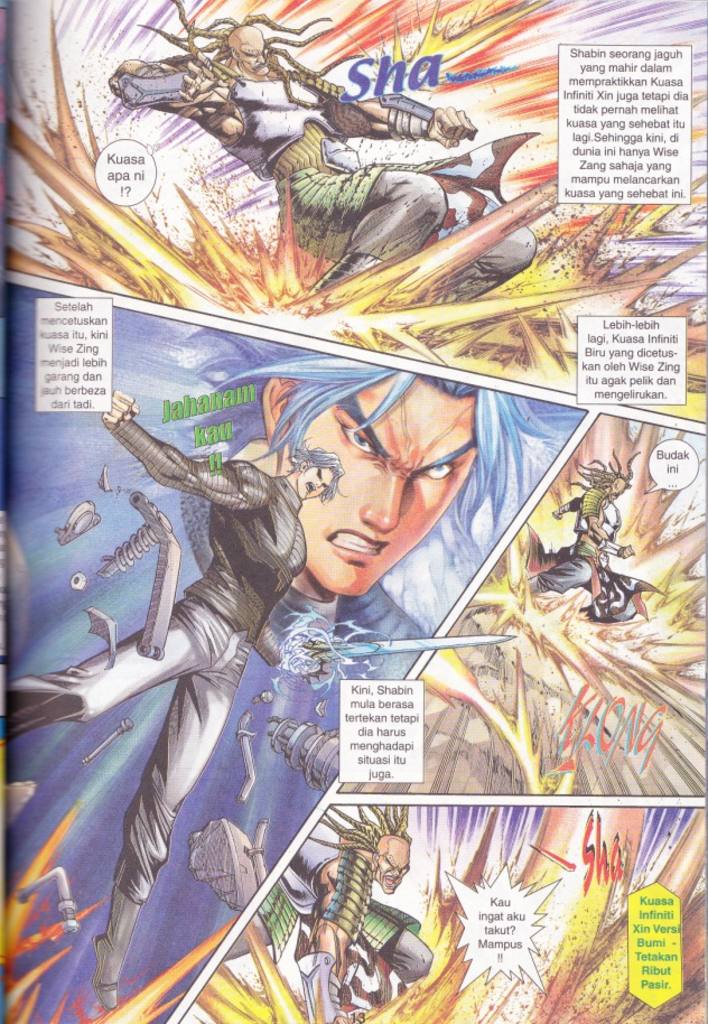 Sha
Shabin seorang jaguh
yang mahir dalam
mempraktikkan Kuasa
Infiniti Xin juga tetapi dia
tidak pernah melihat
kuasa yang sehebat itu
lagi.Sehingga kini, di
dunia ini hanya Wise
Zang sahaja yang
mampu melancarkan
kuasa yang sehebat ini.
Kuasa
apa ni
!?
Setelah
mencetuskan
kuasa itu, kini
Wise Zing
menjadi lebih
garang dan
jauh berbeza
dari tadi.
Lebih-lebih
lagi, Kuasa Infiniti
Biru yang dicetus-
kan oleh Wise Zing
itu agak pelik dan
mengelirukan.
Jahanam
kau
!!
Budak
ini
...
Kini, Shabin
mula berasa
tertekan tetapi
dia harus
menghadapi
situasi itu
juga.
KLONG
Sha
Kau
ingat aku
takut?
Mampus
!!
Kuasa
Infiniti
Xin Versi
Bumi -
Tetakan
Ribut
Pasir.
13